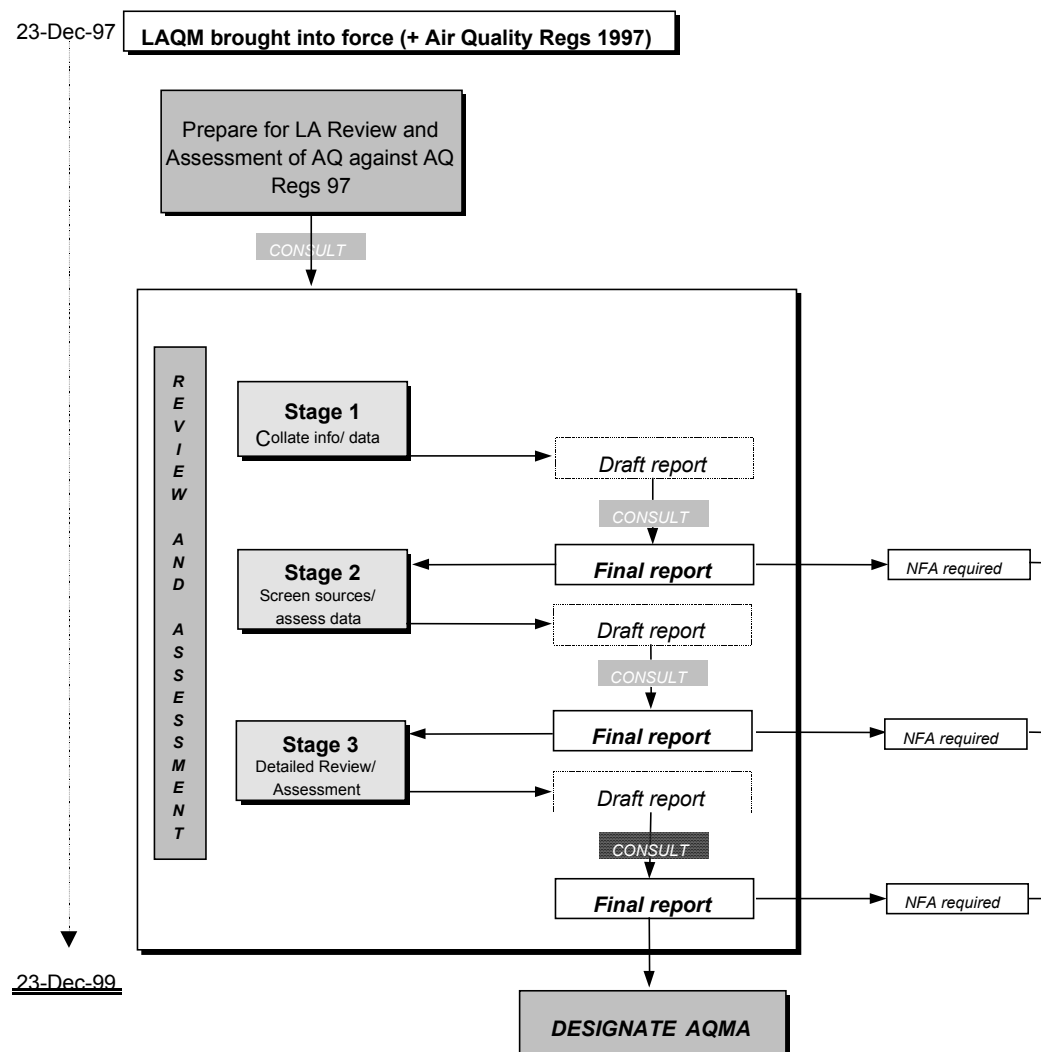 23-Dec-97
LAQM brought into force (+ Air Quality Regs 1997)
Prepare for LA Review and
Assessment of AQ against AQ
Regs 97
CONSULT
REVIEW AND ASSESSMENT
Stage 1
Collate info/ data
Draft report
CONSULT
Final report
NFA required
Stage 2
Screen sources/
assess data
Draft report
CONSULT
Final report
NFA required
Stage 3
Detailed Review/
Assessment
Draft report
CONSULT
Final report
NFA required
23-Dec-99
DESIGNATE AQMA